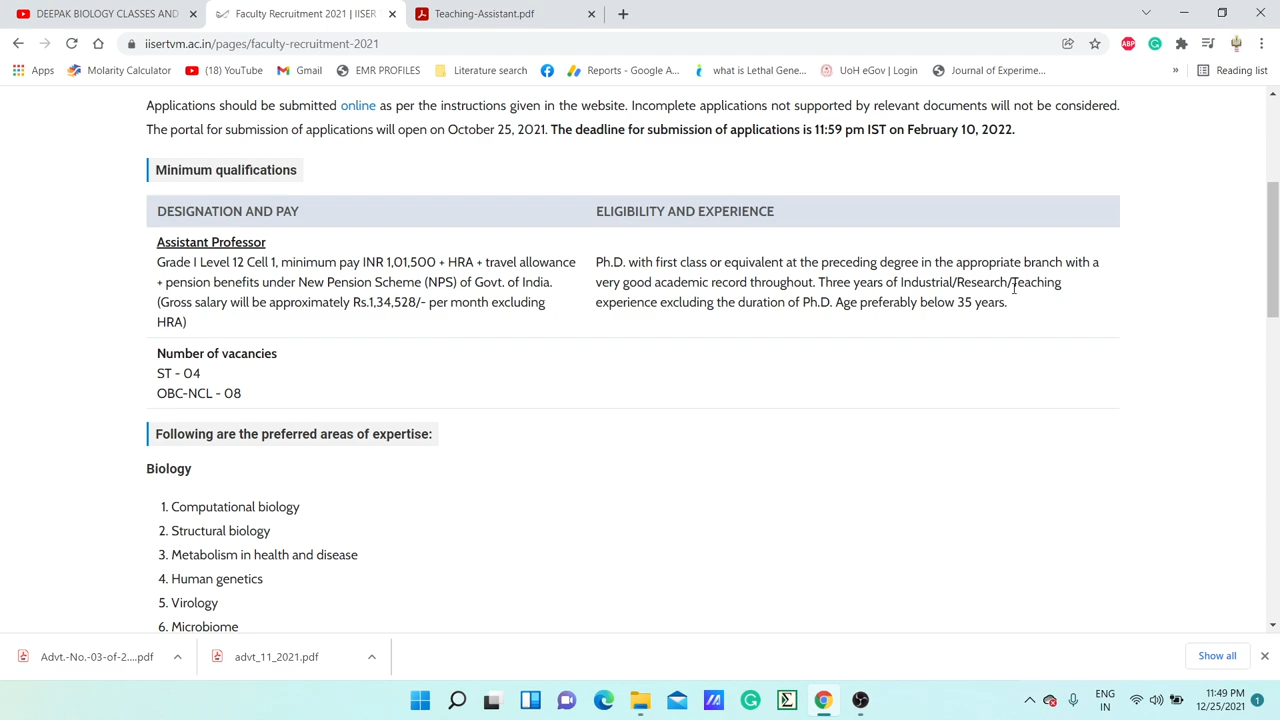 DEEPAK BIOLOGY CLASSES AND
Faculty Recruitment 2021 | IISER
Teaching-Assistant.pdf
iisertvm.ac.in/pages/faculty-recruitment-2021
ABP
Apps
Molarity Calculator
(18) YouTube
Gmail
EMR PROFILES
Literature search
Reports - Google A...
what is Lethal Gene...
UoH eGov | Login
Journal of Experime...
»
Reading list
Applications should be submitted online as per the instructions given in the website. Incomplete applications not supported by relevant documents will not be considered.
The portal for submission of applications will open on October 25, 2021. The deadline for submission of applications is 11:59 pm IST on February 10, 2022.
Minimum qualifications
DESIGNATION AND PAY
ELIGIBILITY AND EXPERIENCE
Assistant Professor
Grade I Level 12 Cell 1, minimum pay INR 1,01,500 + HRA + travel allowance
+ pension benefits under New Pension Scheme (NPS) of Govt. of India.
(Gross salary will be approximately Rs.1,34,528/- per month excluding
HRA)
Ph.D. with first class or equivalent at the preceding degree in the appropriate branch with a
very good academic record throughout. Three years of Industrial/Research/Teaching
experience excluding the duration of Ph.D. Age preferably below 35 years.
Number of vacancies
ST - 04
OBC-NCL - 08
Following are the preferred areas of expertise:
Biology
1. Computational biology
2. Structural biology
3. Metabolism in health and disease
4. Human genetics
5. Virology
6. Microbiome
Advt.-No.-03-of-2....pdf
advt_11_2021.pdf
Show all
ENG
IN
11:49 PM
12/25/2021
1